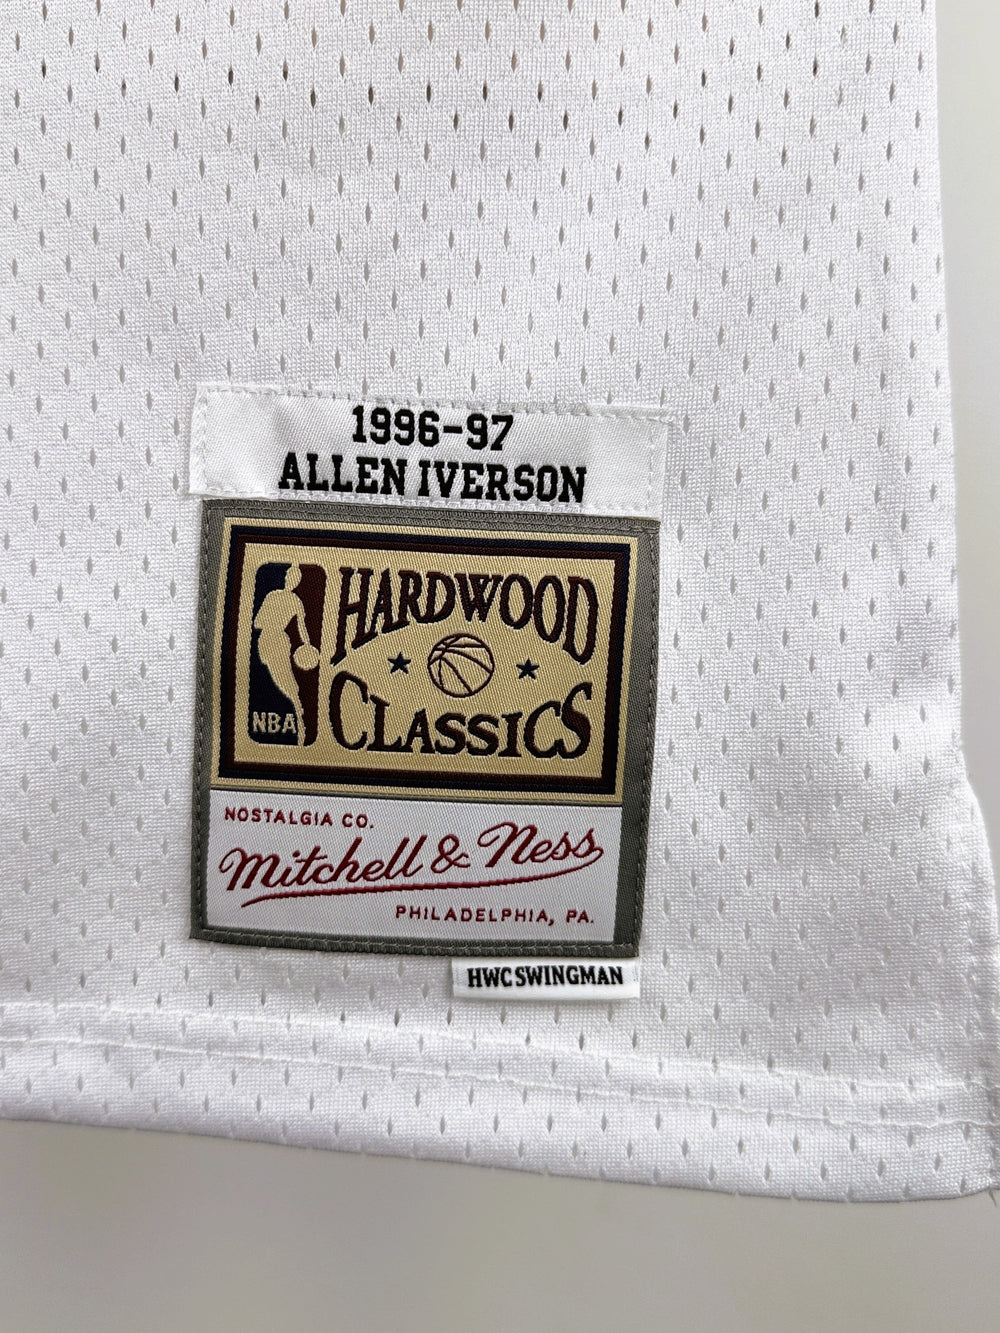 1996-97
ALLEN IVERSON
HARDWOOD
CLASSICS
NBA
NOSTALGIA CO.
Mitchell & Ness
PHILADELPHIA, PA.
HWC SWINGMAN